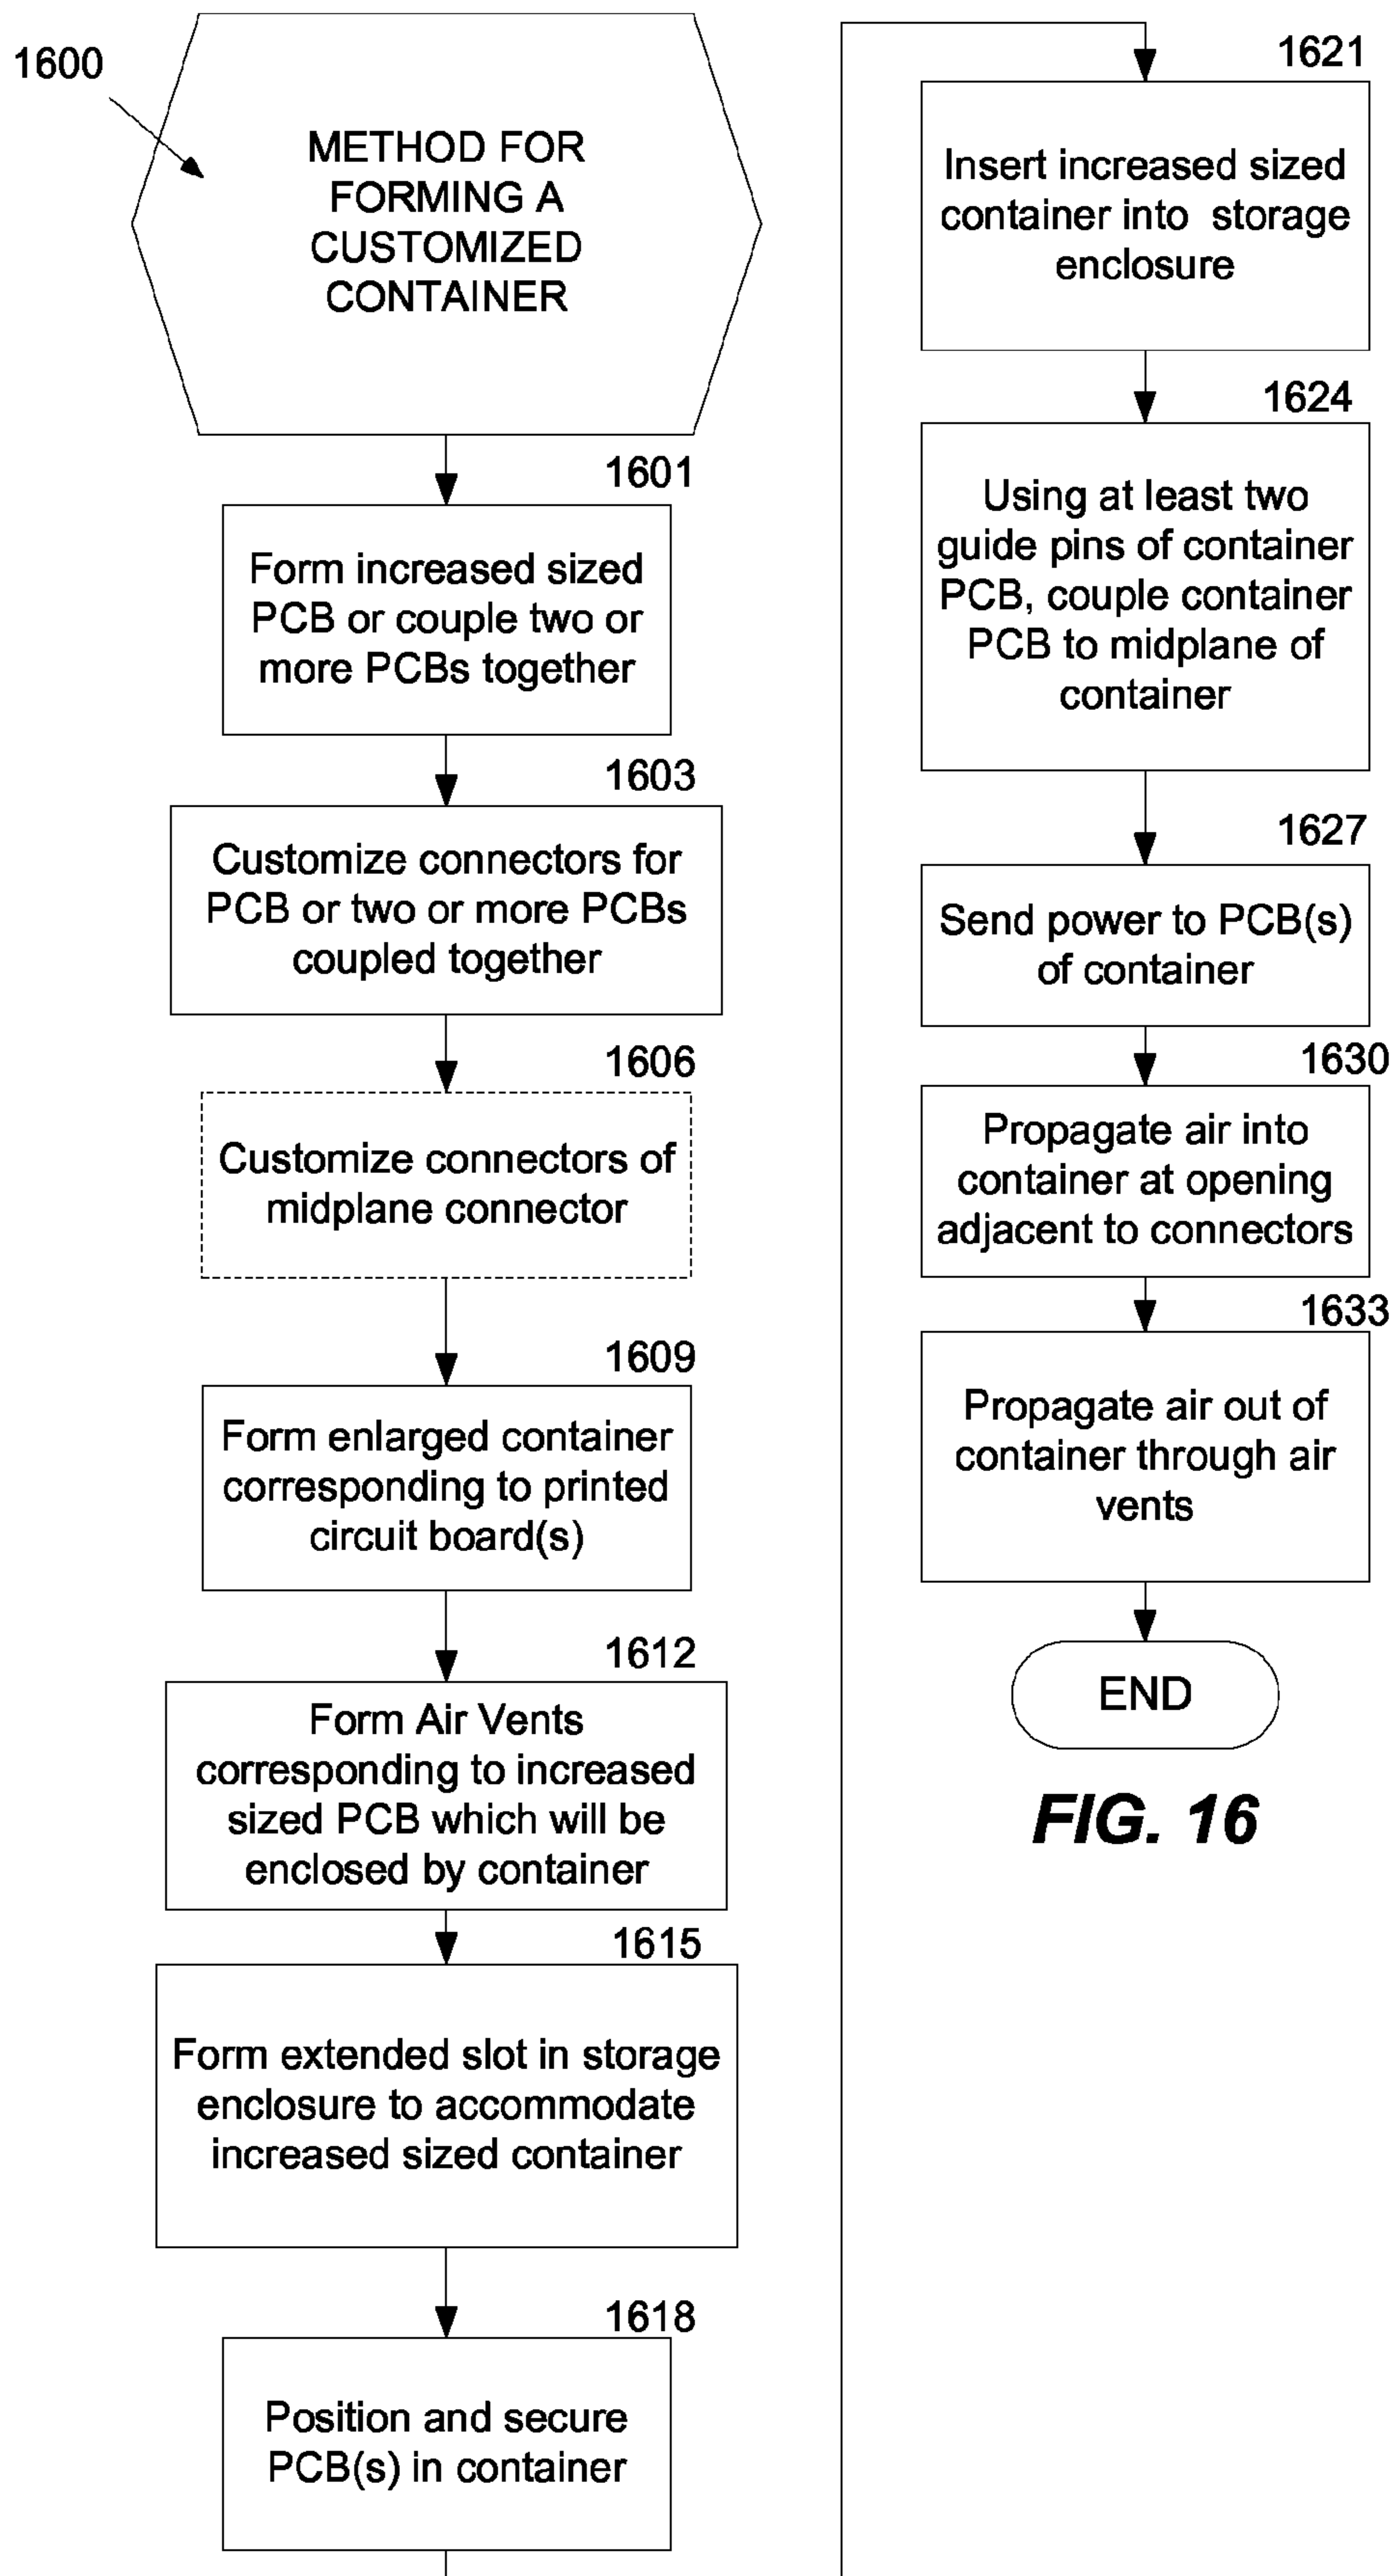 1600
METHOD FOR
FORMING A
CUSTOMIZED
CONTAINER
1601
Form increased sized
PCB or couple two or
more PCBs together
1603
Customize connectors for
PCB or two or more PCBs
coupled together
1606
Customize connectors of
midplane connector
1609
Form enlarged container
corresponding to printed
circuit board(s)
1612
Form Air Vents
corresponding to increased
sized PCB which will be
enclosed by container
1615
Form extended slot in storage
enclosure to accommodate
increased sized container
1618
Position and secure
PCB(s) in container
1621
Insert increased sized
container into storage
enclosure
1624
Using at least two
guide pins of container
PCB, couple container
PCB to midplane of
container
1627
Send power to PCB(s)
of container
1630
Propagate air into
container at opening
adjacent to connectors
1633
Propagate air out of
container through air
vents
END
FIG. 16